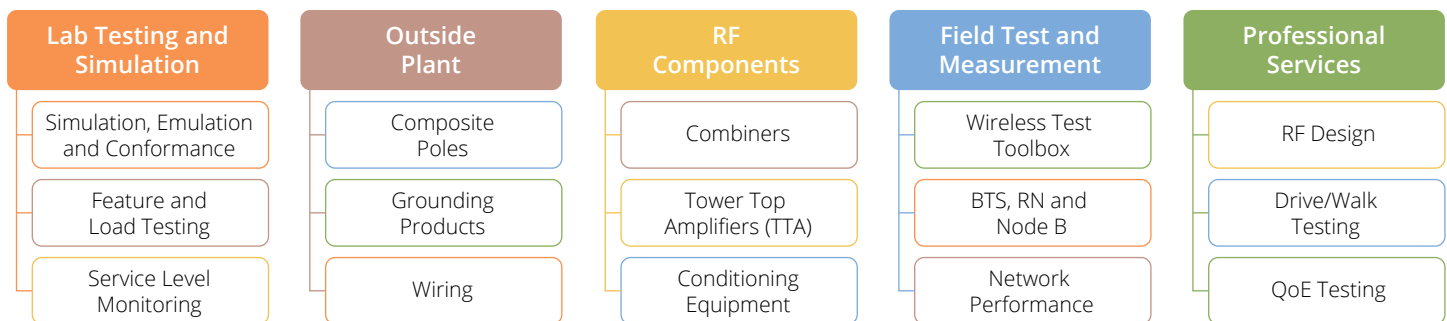 Lab Testing and
Simulation
Simulation, Emulation
and Conformance
Feature and
Load Testing
Service Level
Monitoring
Outside
Plant
Composite
Poles
Grounding
Products
Wiring
RF
Components
Combiners
Tower Top
Amplifiers (TTA)
Conditioning
Equipment
Field Test and
Measurement
Wireless Test
Toolbox
BTS, RN and
Node B
Network
Performance
Professional
Services
RF Design
Drive/Walk
Testing
QoE Testing